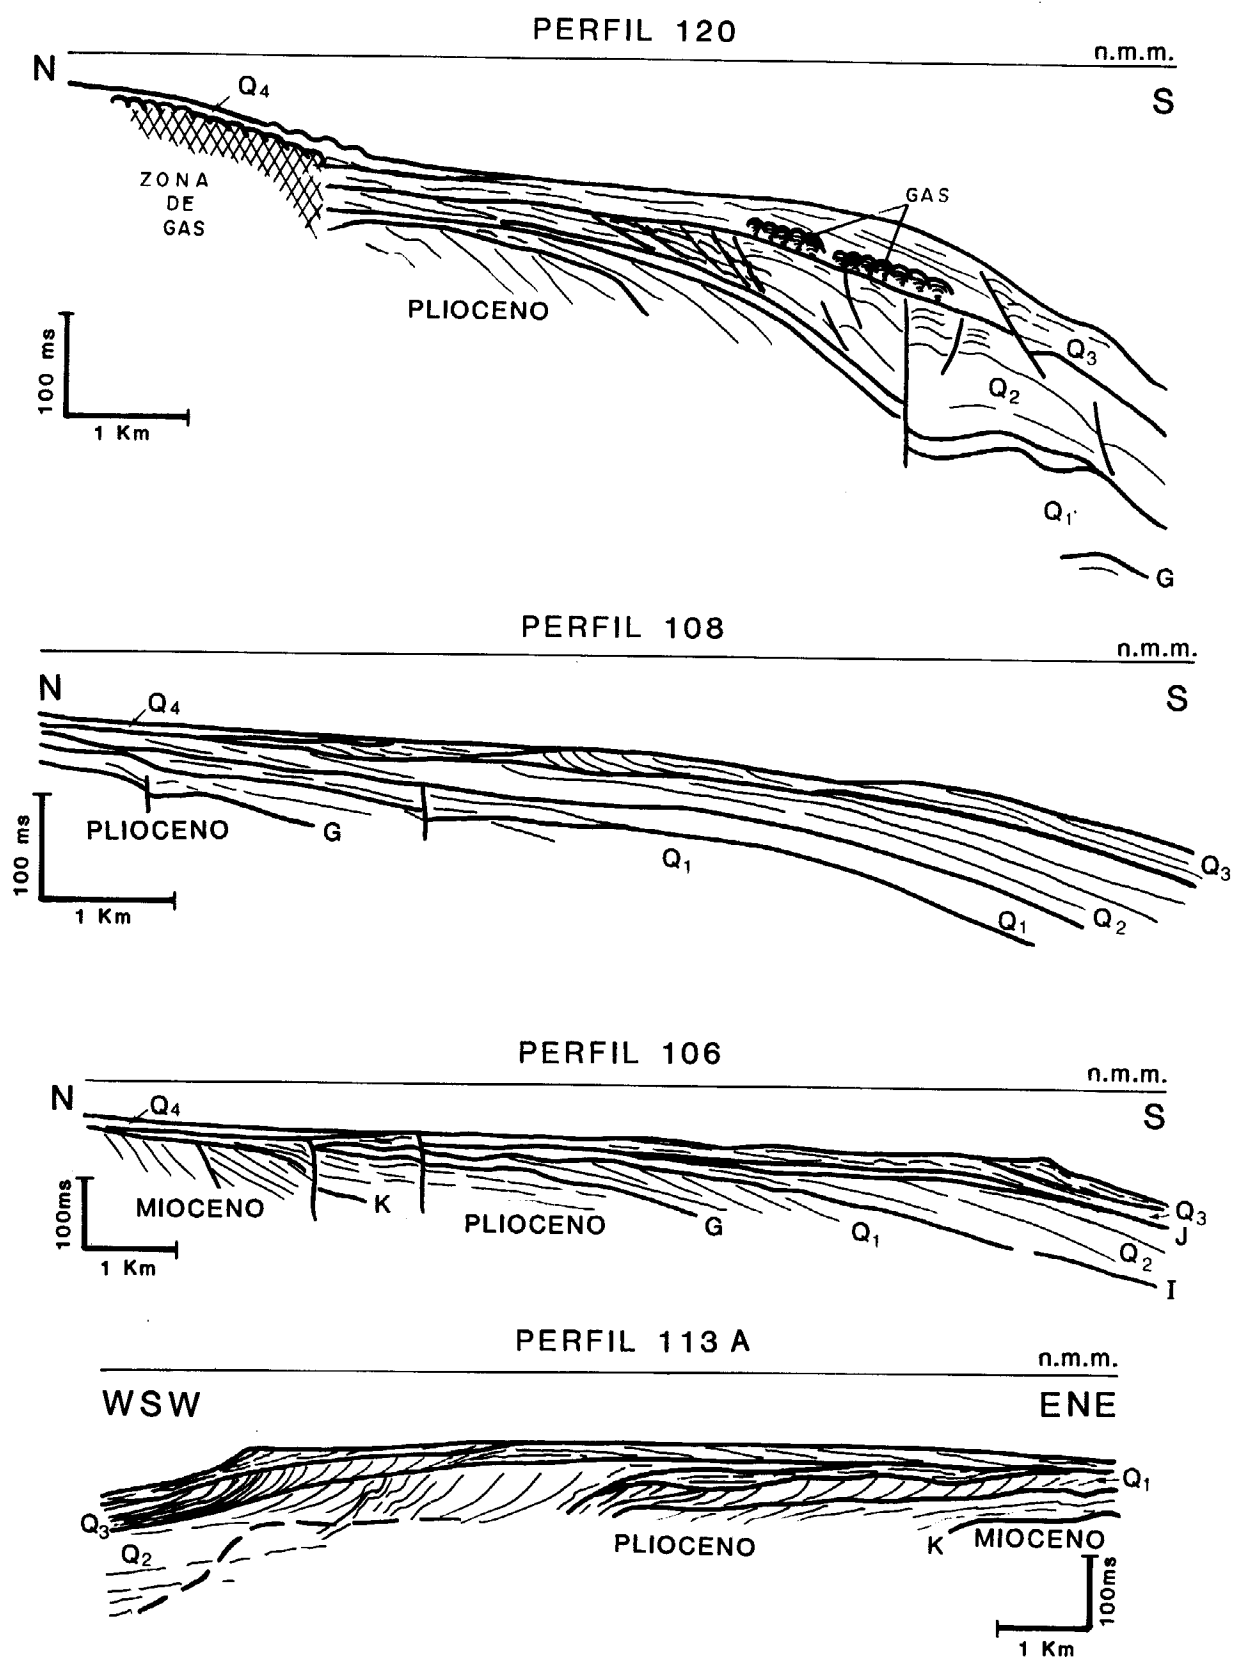 PERFIL 120
n.m.m.
N
S
Q4
ZONA
DE
GAS
GAS
PLIOCENO
Q3
Q2
100 ms
1 Km
Q1
G
PERFIL 108
n.m.m.
N
S
Q4
PLIOCENO
G
Q1
Q3
100 ms
1 Km
Q1
Q2
PERFIL 106
n.m.m.
N
S
Q4
MIOCENO
K
PLIOCENO
G
Q1
Q3
J
Q2
I
100ms
1 Km
PERFIL 113 A
n.m.m.
WSW
ENE
Q1
Q3
Q2
PLIOCENO
K
MIOCENO
100ms
1 Km